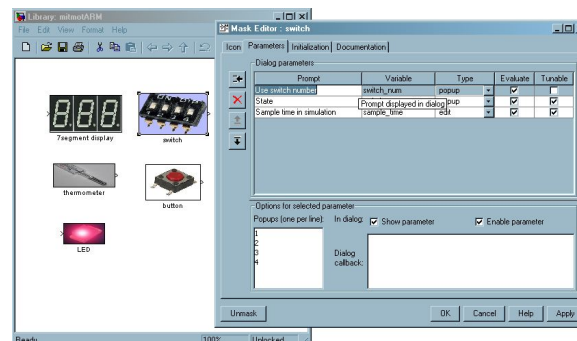 Library: mitmotARM
File Edit View Format Help
7segment display
switch
thermometer
button
LED
Ready
100%
Unlocked
Mask Editor : switch
Icon Parameters Initialization Documentation
Dialog parameters
Prompt Variable Type Evaluate Tunable
Use switch number switch_num popup
State popup
Prompt displayed in dialog
Sample time in simulation sample_time edit
Options for selected parameter
Popups (one per line): In dialog: Show parameter Enable parameter
1
2
3
4
Dialog
callback:
Unmask OK Cancel Help Apply